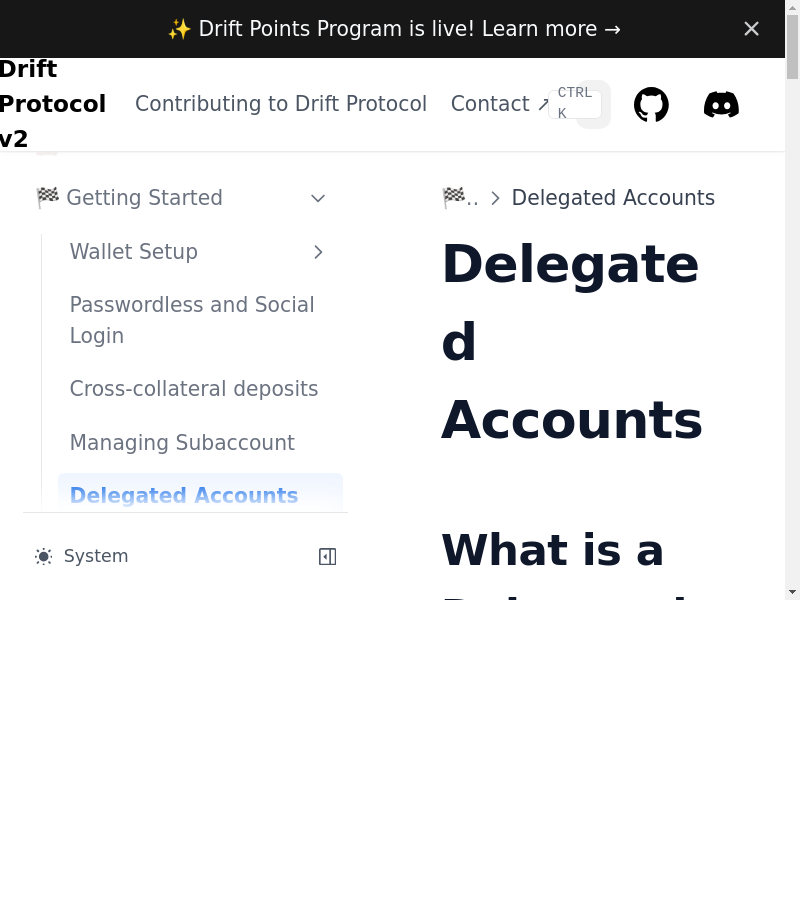 ✨ Drift Points Program is live! Learn more →
Drift
Protocol
v2
Contributing to Drift Protocol
Contact ↗
CTRL
K
🏁 Getting Started
Wallet Setup
Passwordless and Social
Login
Cross-collateral deposits
Managing Subaccount
Delegated Accounts
System
🏁.. > Delegated Accounts
Delegate
d
Accounts
What is a